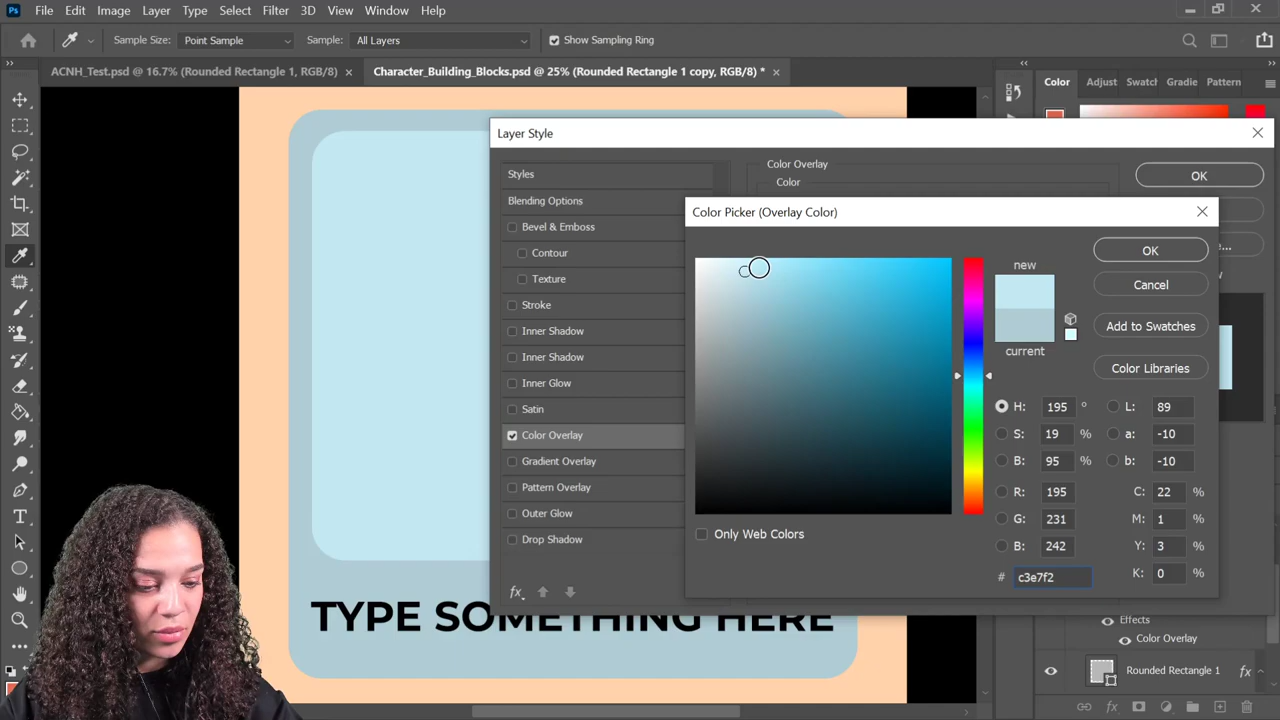 Ps File Edit Image Layer Type Select Filter 3D View Window Help
Sample Size: Point Sample Sample: All Layers Show Sampling Ring
ACNH_Test.psd @ 16.7% (Rounded Rectangle 1, RGB/8) × Character_Building_Blocks.psd @ 25% (Rounded Rectangle 1 copy, RGB/8) * ×
Color Adjust Swatch Gradie Pattern
Layer Style
Styles
Blending Options
Bevel & Emboss
Contour
Texture
Stroke
Inner Shadow
Inner Shadow
Inner Glow
Satin
Color Overlay
Gradient Overlay
Pattern Overlay
Outer Glow
Drop Shadow
fx
Color Overlay
Color
OK
Color Picker (Overlay Color)
new
current
OK
Cancel
Add to Swatches
Color Libraries
H: 195 ° L: 89
S: 19 % a: -10
B: 95 % b: -10
R: 195 C: 22 %
G: 231 M: 1 %
B: 242 Y: 3 %
# c3e7f2 K: 0 %
Only Web Colors
TYPE SOMETHING HERE
Effects
Color Overlay
Rounded Rectangle 1 fx
fx